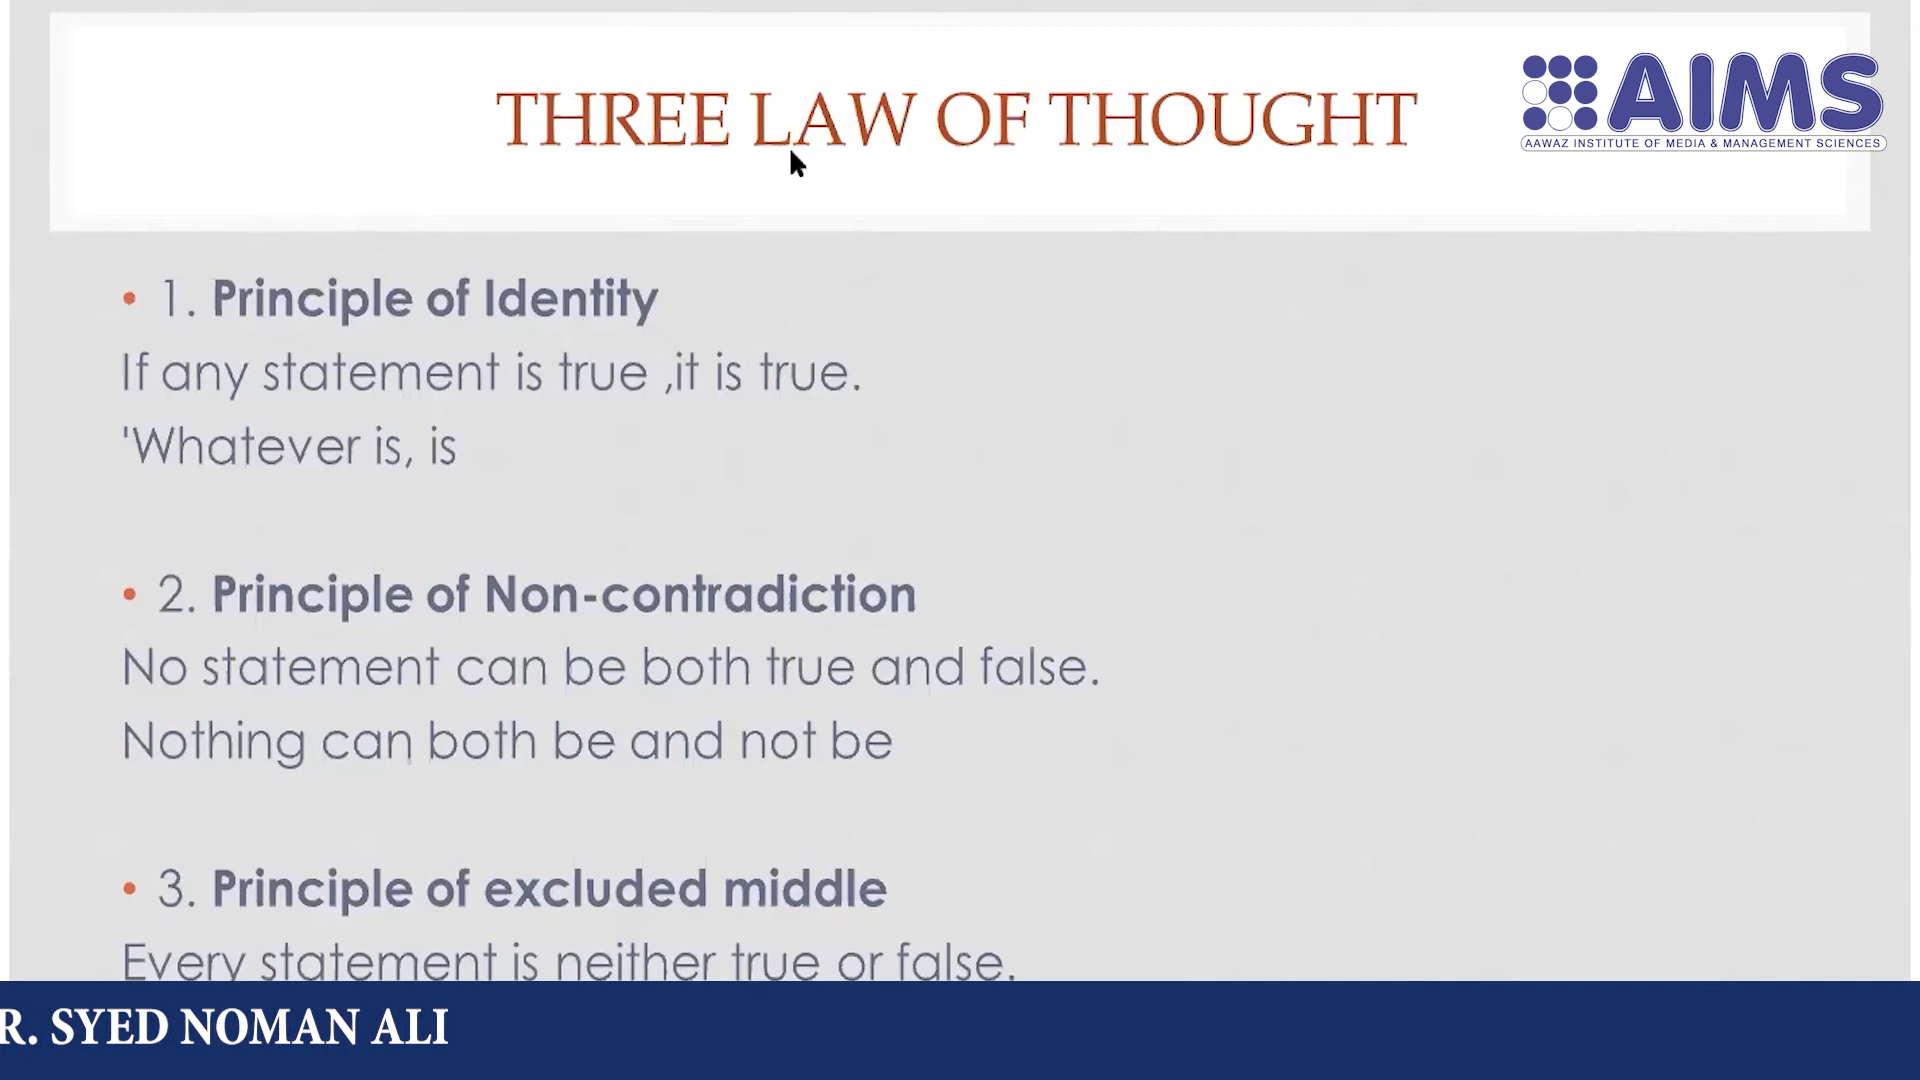 THREE LAW OF THOUGHT
AIMS
AAWAZ INSTITUTE OF MEDIA & MANAGEMENT SCIENCES
• 1. Principle of Identity
If any statement is true ,it is true.
'Whatever is, is
• 2. Principle of Non-contradiction
No statement can be both true and false.
Nothing can both be and not be
• 3. Principle of excluded middle
Every statement is neither true or false.
R. SYED NOMAN ALI